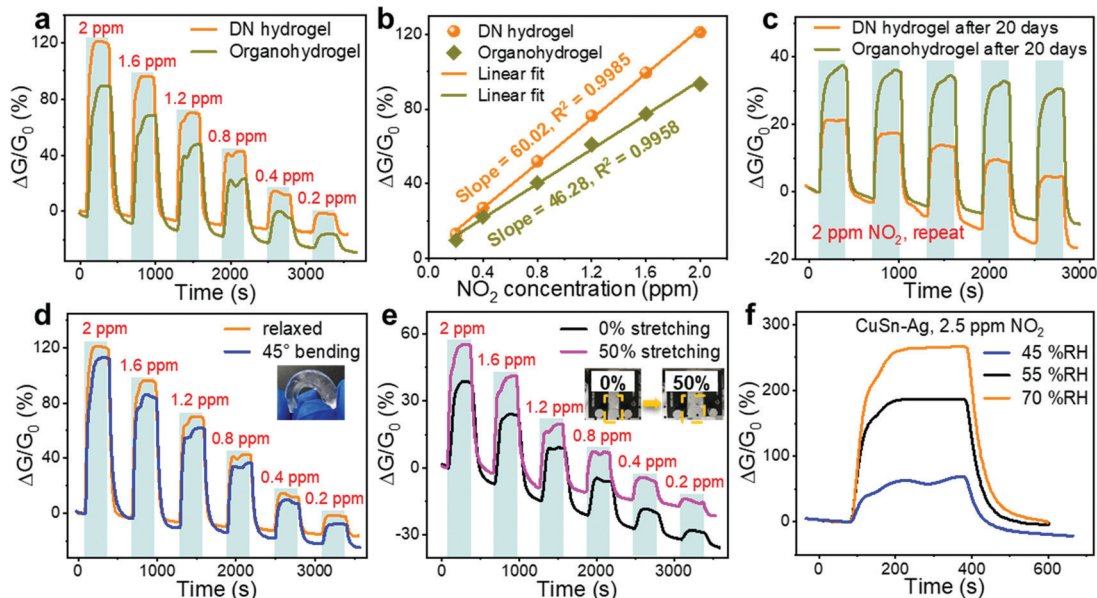 a
2 ppm
DN hydrogel
Organohydrogel
1.6 ppm
1.2 ppm
0.8 ppm
0.4 ppm
0.2 ppm
ΔG/G₀ (%)
120
80
40
0
0
1000
2000
3000
Time (s)
b
DN hydrogel
Organohydrogel
Linear fit
Linear fit
Slope = 60.02, R² = 0.9985
Slope = 46.28, R² = 0.9958
ΔG/G₀ (%)
120
80
40
0
0.0
0.4
0.8
1.2
1.6
2.0
NO₂ concentration (ppm)
c
DN hydrogel after 20 days
Organohydrogel after 20 days
2 ppm NO₂, repeat
ΔG/G₀ (%)
60
40
20
0
-20
0
1000
2000
3000
Time (s)
d
2 ppm
relaxed
45° bending
1.6 ppm
1.2 ppm
0.8 ppm
0.4 ppm
0.2 ppm
ΔG/G₀ (%)
120
80
40
0
0
1000
2000
3000
Time (s)
e
2 ppm
0% stretching
50% stretching
1.6 ppm
0%
50%
1.2 ppm
0.8 ppm
0.4 ppm
0.2 ppm
ΔG/G₀ (%)
60
30
0
-30
0
1000
2000
3000
Time (s)
f
CuSn-Ag, 2.5 ppm NO₂
45 %RH
55 %RH
70 %RH
ΔG/G₀ (%)
300
200
100
0
0
200
400
600
Time (s)